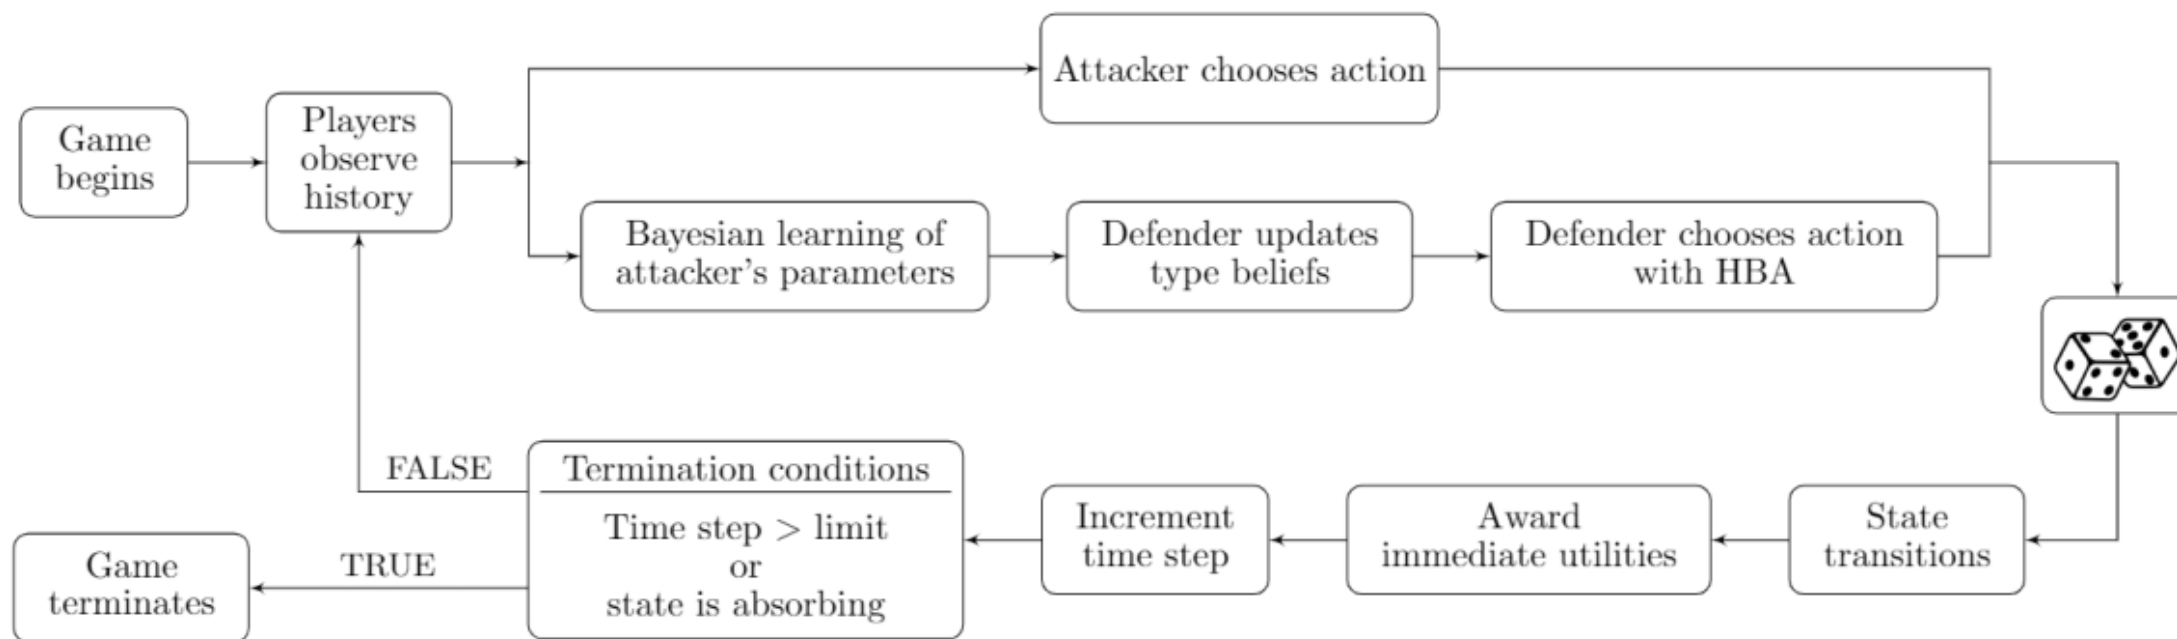 Game
begins
Players
observe
history
Attacker chooses action
Bayesian learning of
attacker's parameters
Defender updates
type beliefs
Defender chooses action
with HBA
State
transitions
Award
immediate utilities
Increment
time step
Termination conditions
Time step > limit
or
state is absorbing
FALSE
TRUE
Game
terminates